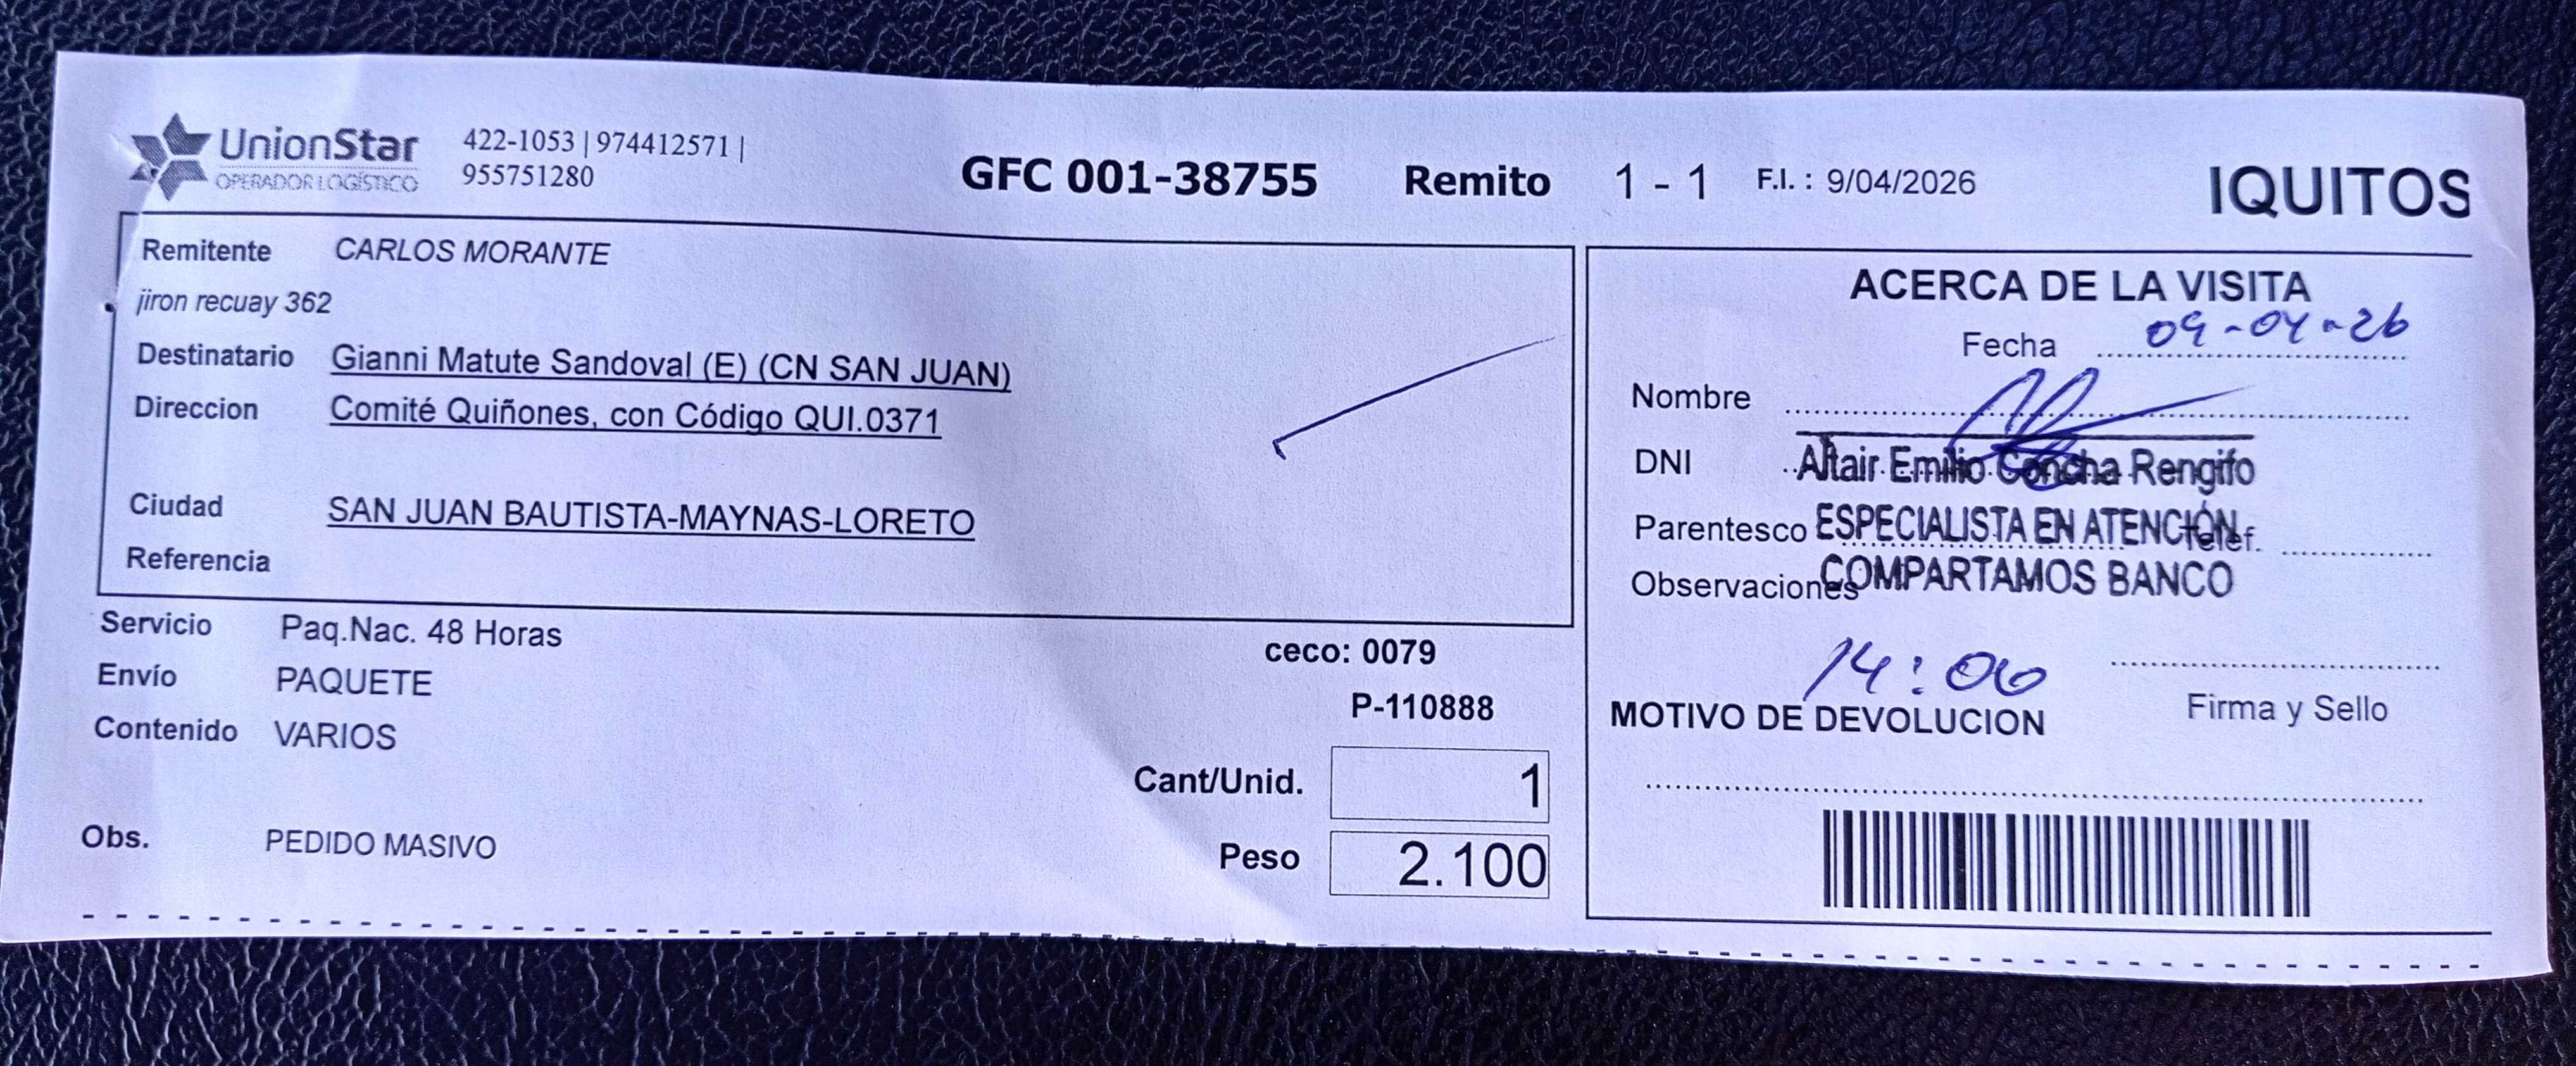 UnionStar
OPERADOR LOGÍSTICO
422-1053 | 974412571 |
955751280
GFC 001-38755 Remito 1 - 1 F.I. : 9/04/2026 IQUITOS
Remitente CARLOS MORANTE
jiron recuay 362
Destinatario Gianni Matute Sandoval (E) (CN SAN JUAN)
Direccion Comité Quiñones, con Código QUI.0371
Ciudad SAN JUAN BAUTISTA-MAYNAS-LORETO
Referencia
Servicio Paq.Nac. 48 Horas
Envío PAQUETE
Contenido VARIOS
Obs. PEDIDO MASIVO
ceco: 0079
P-110888
Cant/Unid. 1
Peso 2.100
ACERCA DE LA VISITA
Fecha 09-04-26
Nombre
DNI Altair Emilio Concha Rengifo
Parentesco ESPECIALISTA EN ATENCIÓN Telef.
Observaciones COMPARTAMOS BANCO
14:00
MOTIVO DE DEVOLUCION Firma y Sello